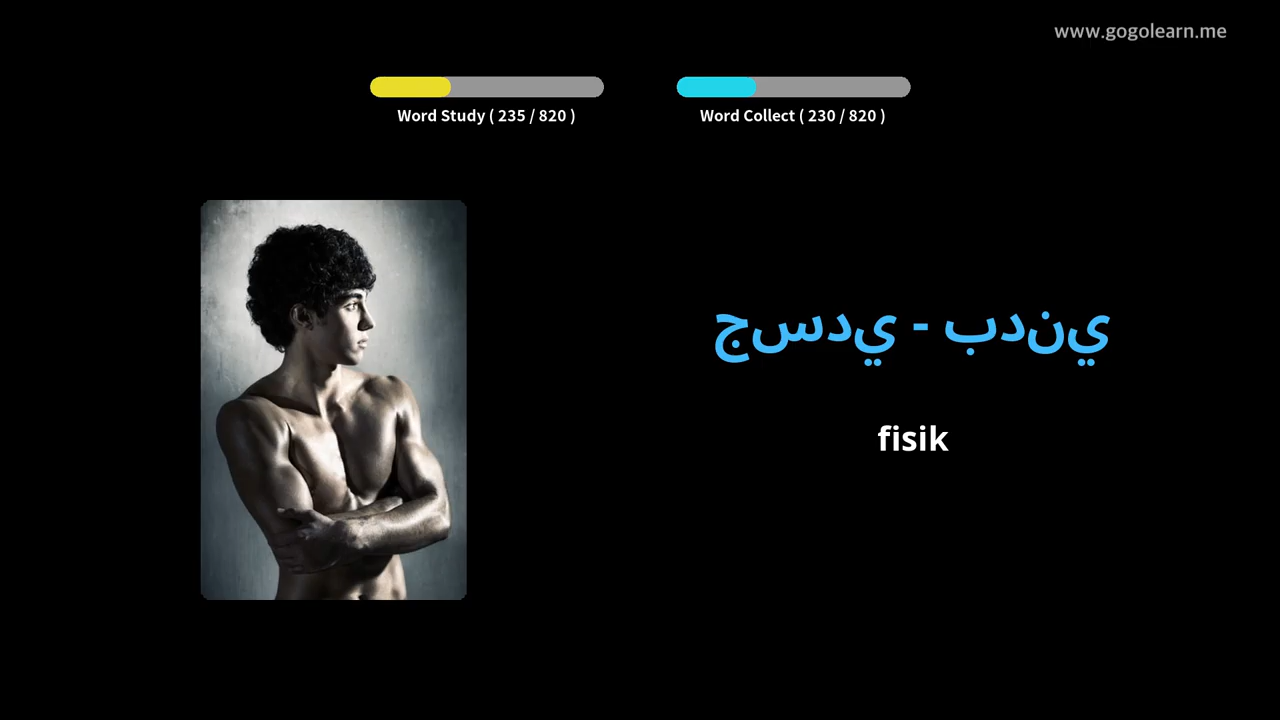 www.gogolearn.me
Word Study ( 235 / 820 )
Word Collect ( 230 / 820 )
جسدي - بدني
fisik